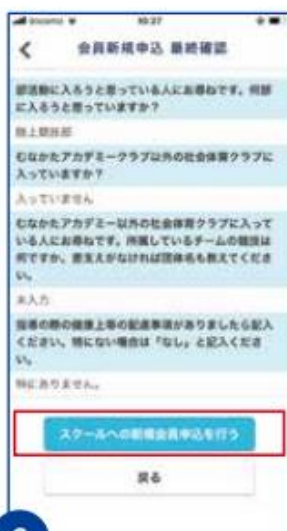 docomo
10:27
会員新規申込 最終確認
部活動に入ろうと思っている人にお尋ねです。何部
に入ろうと思っていますか?
陸上競技部
むなかたアカデミークラブ以外の社会体育クラブに
入っていますか?
入っていません
むなかたアカデミー以外の社会体育クラブに入って
いる人にお尋ねです。所属しているチームの競技は
何ですか。差支えがなければ団体名も教えてくださ
い。
未入力
指導の際の健康上等の配慮事項がありましたら記入
ください。特にない場合は「なし」と記入くださ
い。
特にありません。
スクールへの新規会員申込を行う
戻る